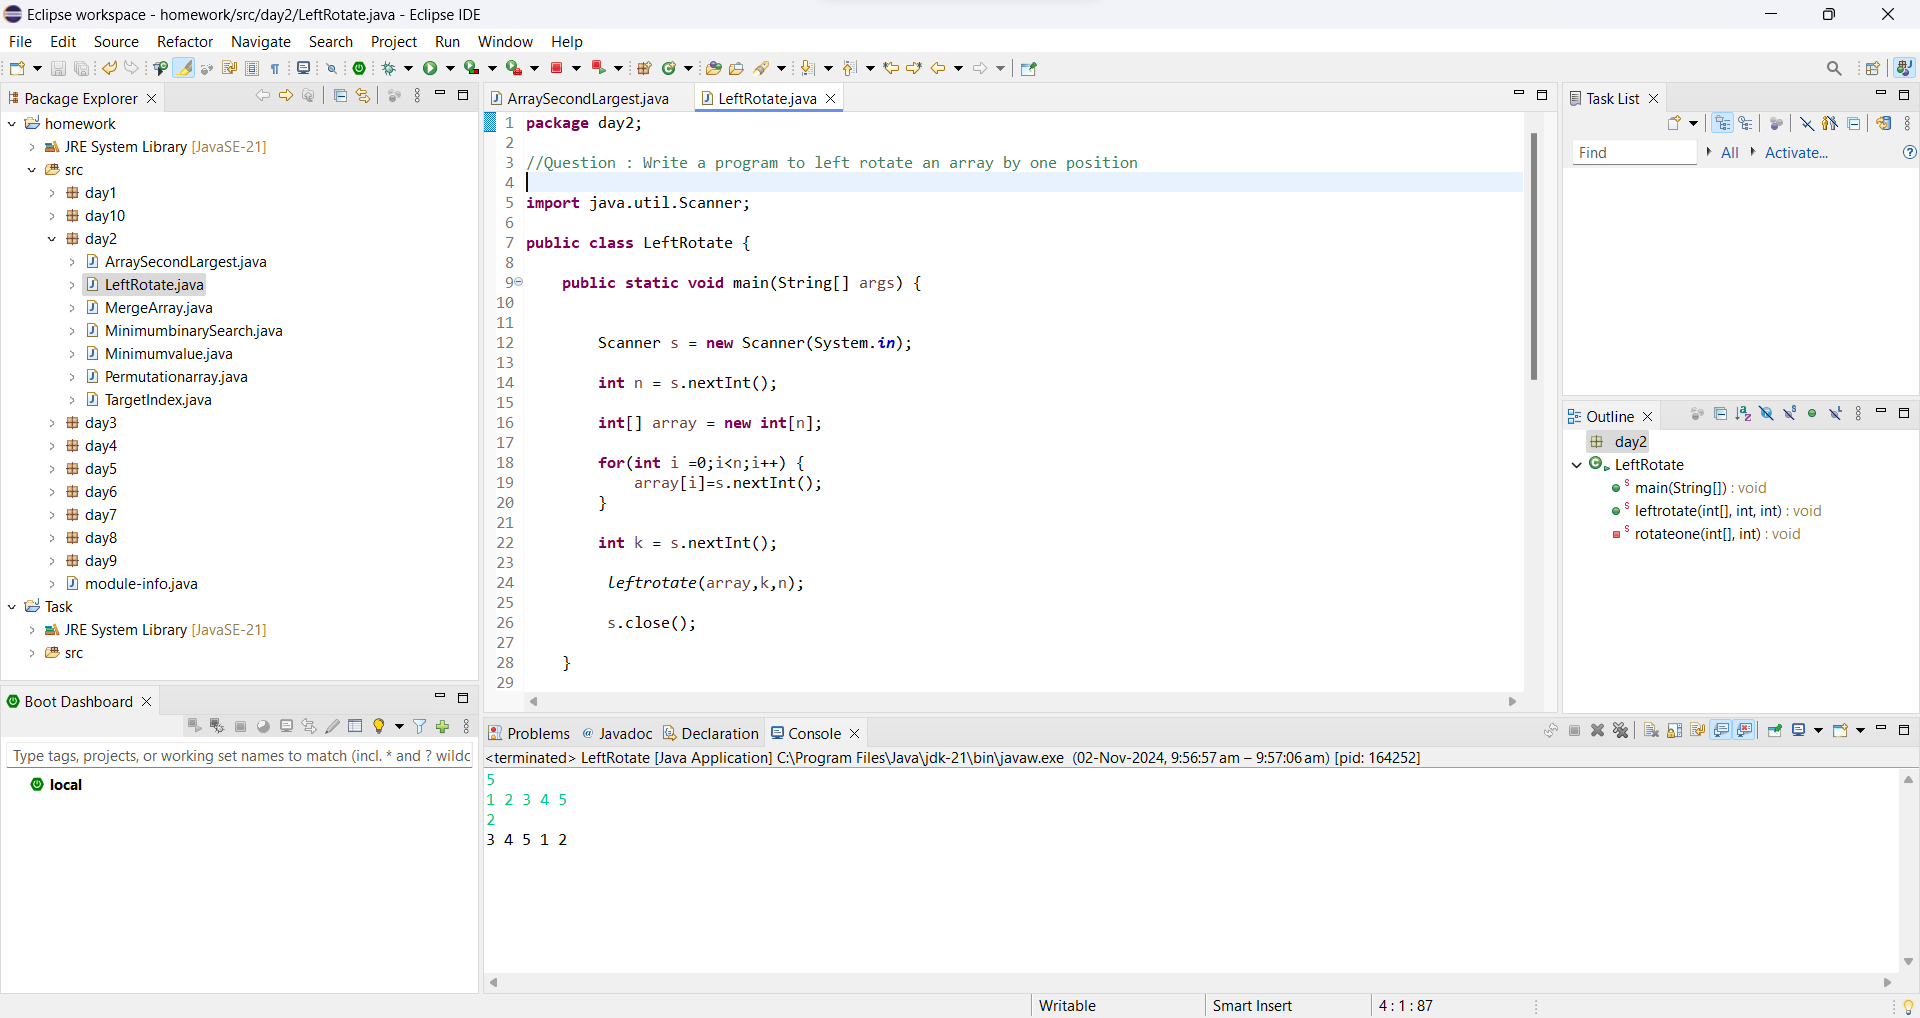 Eclipse workspace - homework/src/day2/LeftRotate.java - Eclipse IDE
File Edit Source Refactor Navigate Search Project Run Window Help
Package Explorer
homework
JRE System Library [JavaSE-21]
src
day1
day10
day2
ArraySecondLargest.java
LeftRotate.java
MergeArray.java
MinimumbinarySearch.java
Minimumvalue.java
Permutationarray.java
TargetIndex.java
day3
day4
day5
day6
day7
day8
day9
module-info.java
Task
JRE System Library [JavaSE-21]
src
Boot Dashboard
Type tags, projects, or working set names to match (incl. * and ? wildc
local
ArraySecondLargest.java LeftRotate.java
1 package day2;
2
3 //Question : Write a program to left rotate an array by one position
4
5 import java.util.Scanner;
6
7 public class LeftRotate {
8
9 public static void main(String[] args) {
10
11
12 Scanner s = new Scanner(System.in);
13
14 int n = s.nextInt();
15
16 int[] array = new int[n];
17
18 for(int i =0;i<n;i++) {
19 array[i]=s.nextInt();
20 }
21
22 int k = s.nextInt();
23
24 leftrotate(array,k,n);
25
26 s.close();
27
28 }
29
Problems Javadoc Declaration Console
<terminated> LeftRotate [Java Application] C:\Program Files\Java\jdk-21\bin\javaw.exe (02-Nov-2024, 9:56:57 am – 9:57:06 am) [pid: 164252]
5
1 2 3 4 5
2
3 4 5 1 2
Task List
Find All Activate...
Outline
day2
LeftRotate
main(String[]) : void
leftrotate(int[], int, int) : void
rotateone(int[], int) : void
Writable Smart Insert 4 : 1 : 87